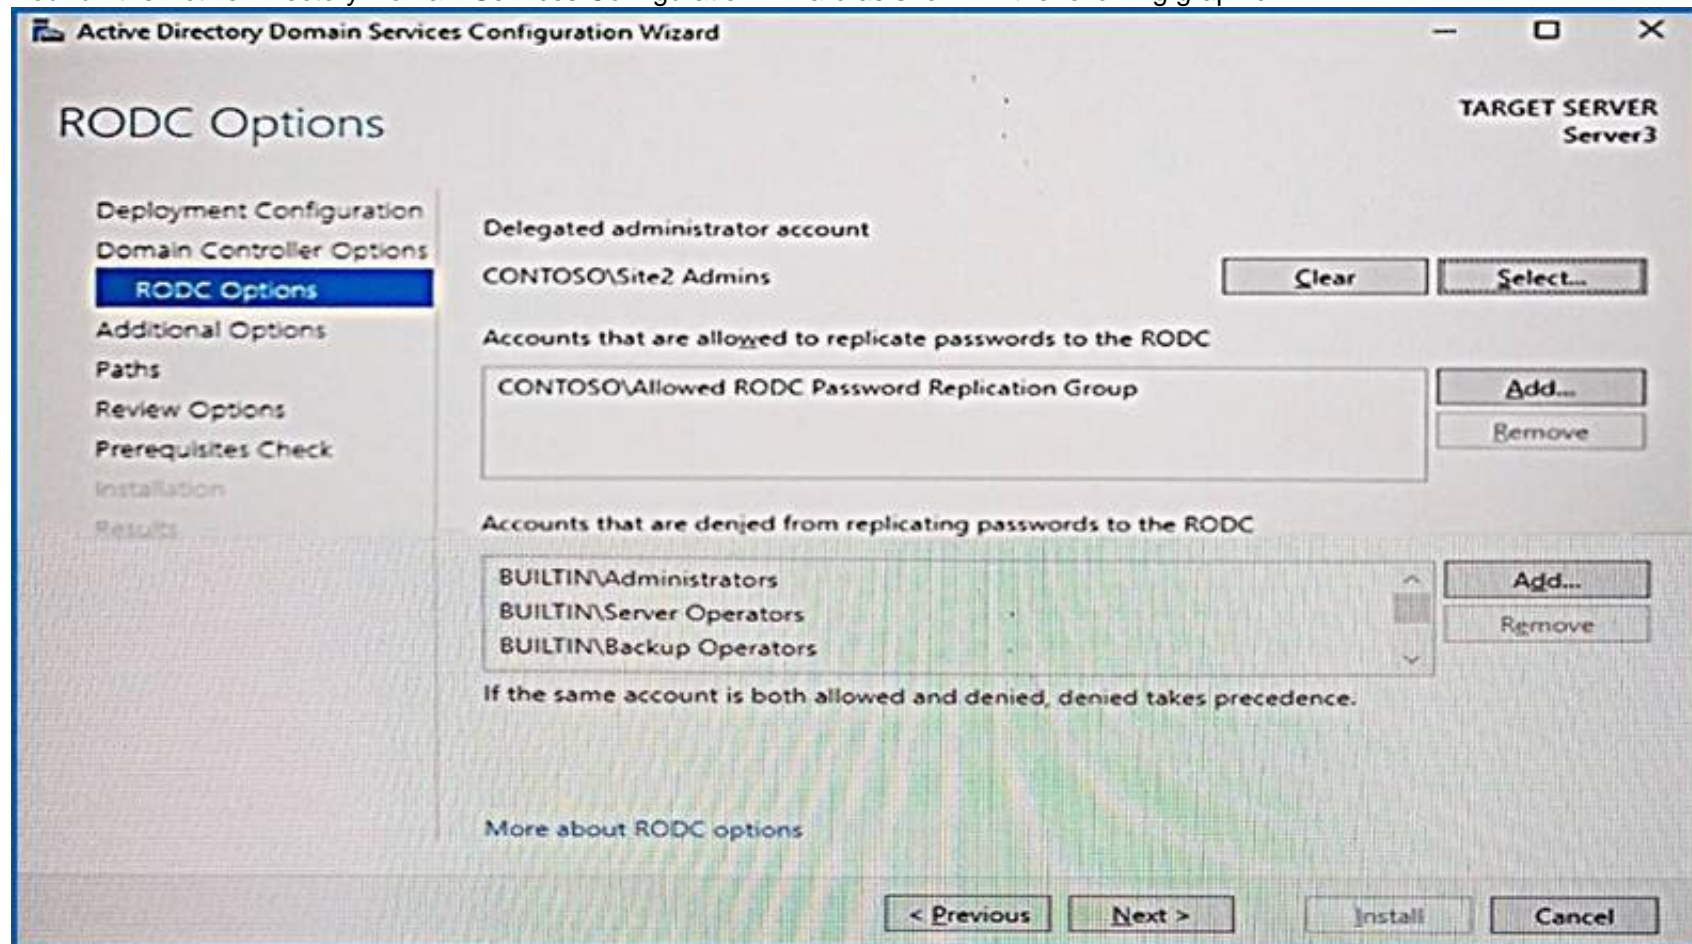 Active Directory Domain Services Configuration Wizard
RODC Options
TARGET SERVER
Server3
Deployment Configuration
Domain Controller Options
RODC Options
Additional Options
Paths
Review Options
Prerequisites Check
Installation
Results
Delegated administrator account
CONTOSO\Site2 Admins
Clear
Select...
Accounts that are allowed to replicate passwords to the RODC
CONTOSO\Allowed RODC Password Replication Group
Add...
Remove
Accounts that are denied from replicating passwords to the RODC
BUILTIN\Administrators
BUILTIN\Server Operators
BUILTIN\Backup Operators
Add...
Remove
If the same account is both allowed and denied, denied takes precedence.
More about RODC options
< Previous
Next >
Install
Cancel